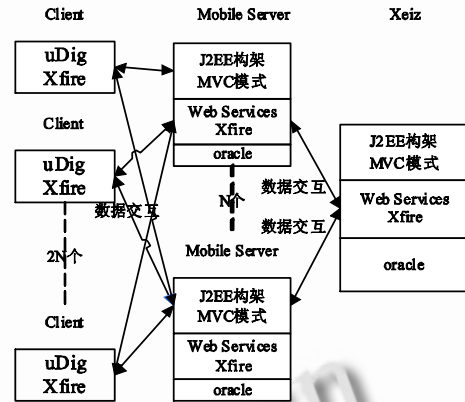 Client
Mobile Server
Xeiz
uDig
Xfire
J2EE构架
MVC模式
Web Services
Xfire
oracle
Client
uDig
Xfire
数据交互
数据交互
N个
数据交互
2N个
J2EE构架
MVC模式
Web Services
Xfire
oracle
Mobile Server
Client
uDig
Xfire
J2EE构架
MVC模式
Web Services
Xfire
oracle